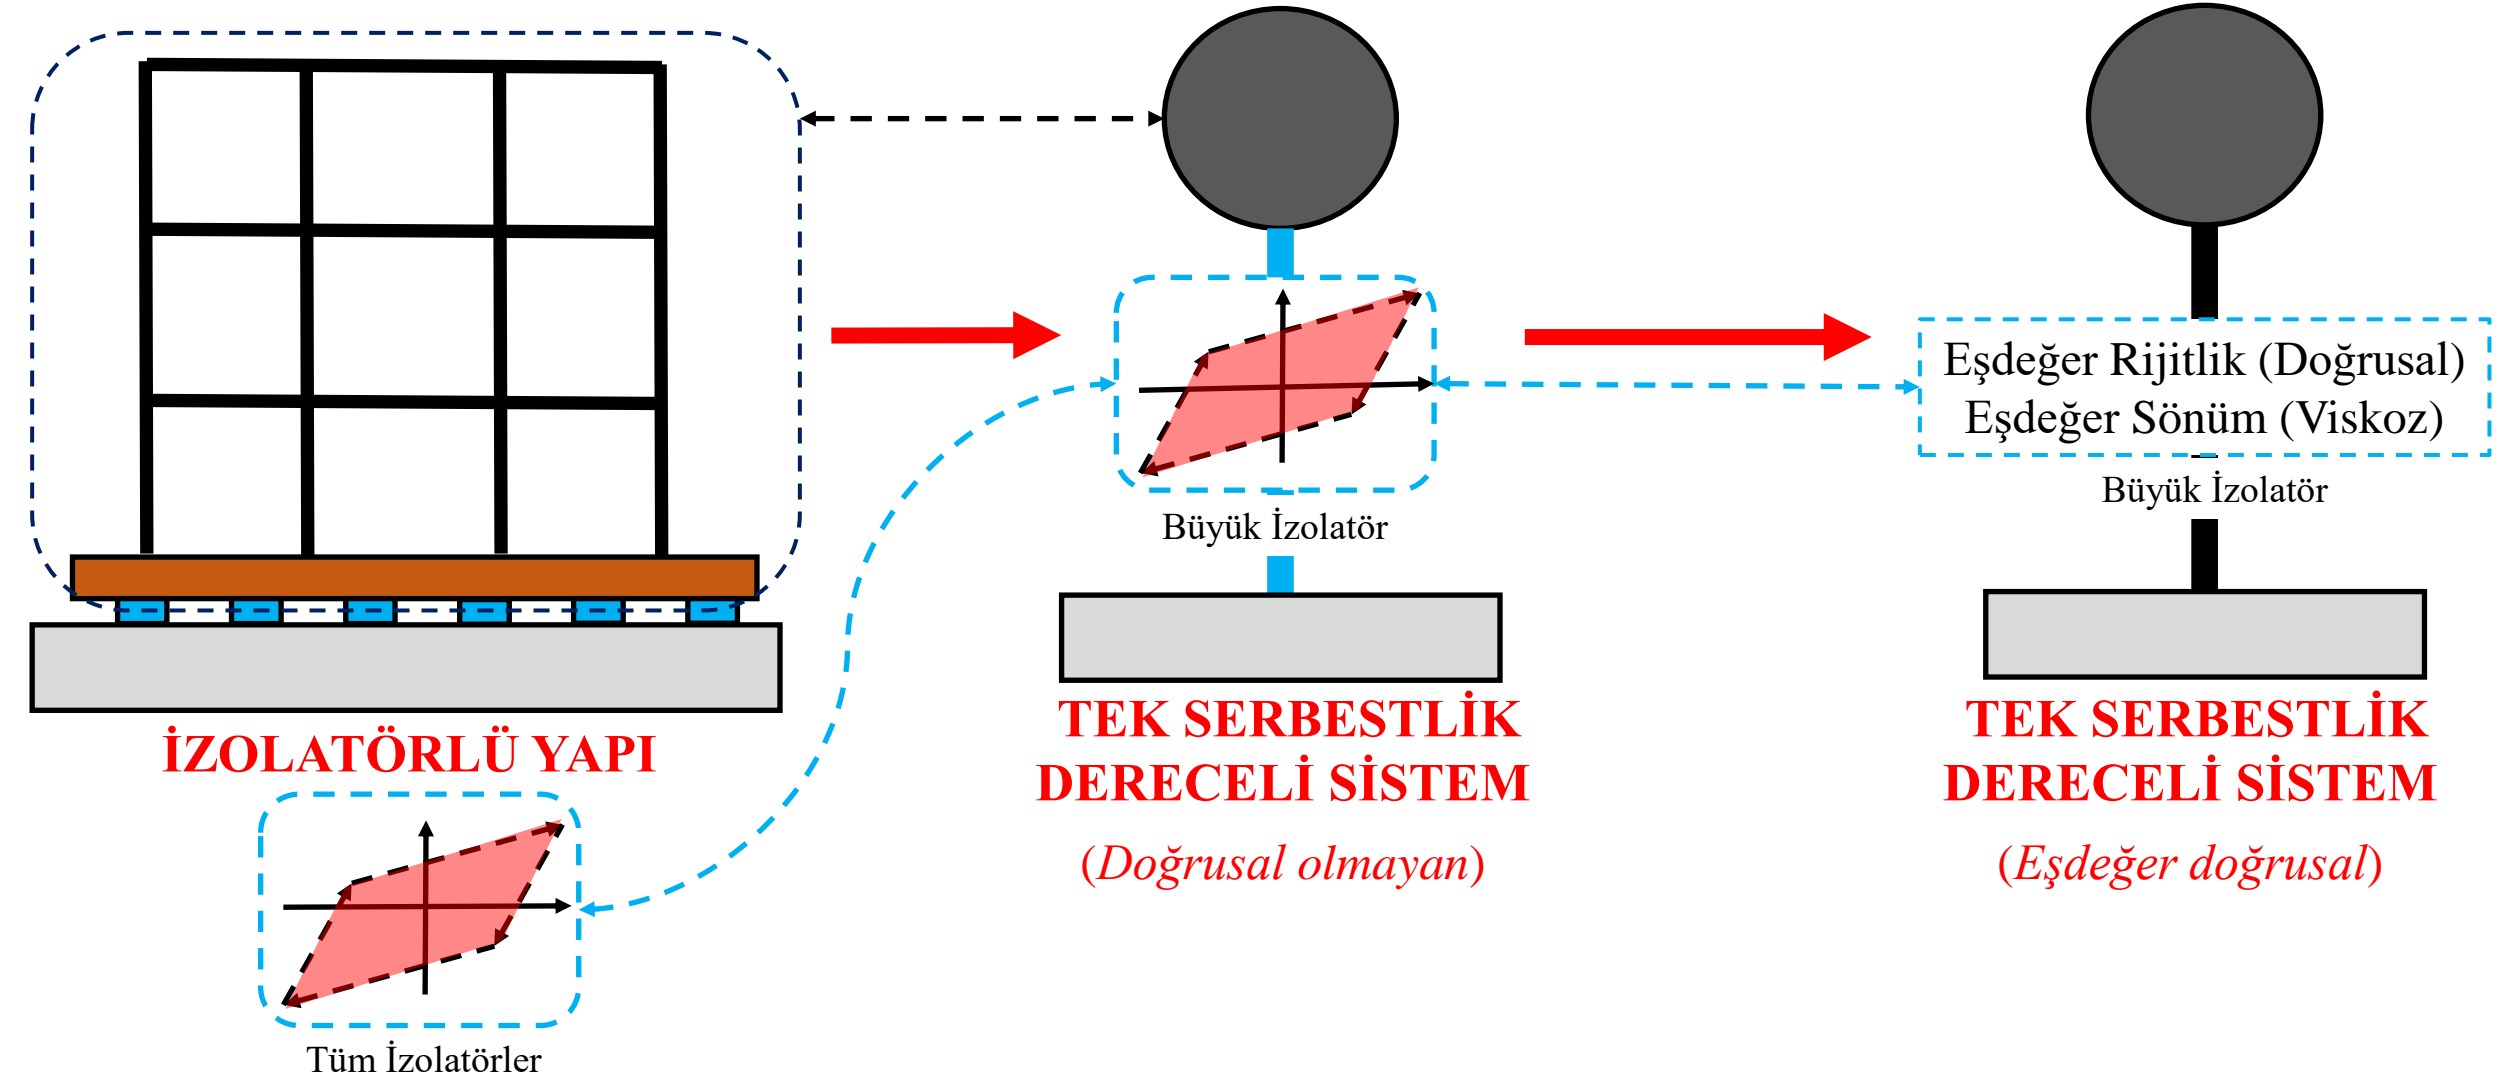 İZOLATÖRLÜ YAPI
Tüm İzolatörler
Büyük İzolatör
TEK SERBESTLİK
DERECELİ SİSTEM
(Doğrusal olmayan)
Eşdeğer Rijitlik (Doğrusal)
Eşdeğer Sönüm (Viskoz)
Büyük İzolatör
TEK SERBESTLİK
DERECELİ SİSTEM
(Eşdeğer doğrusal)